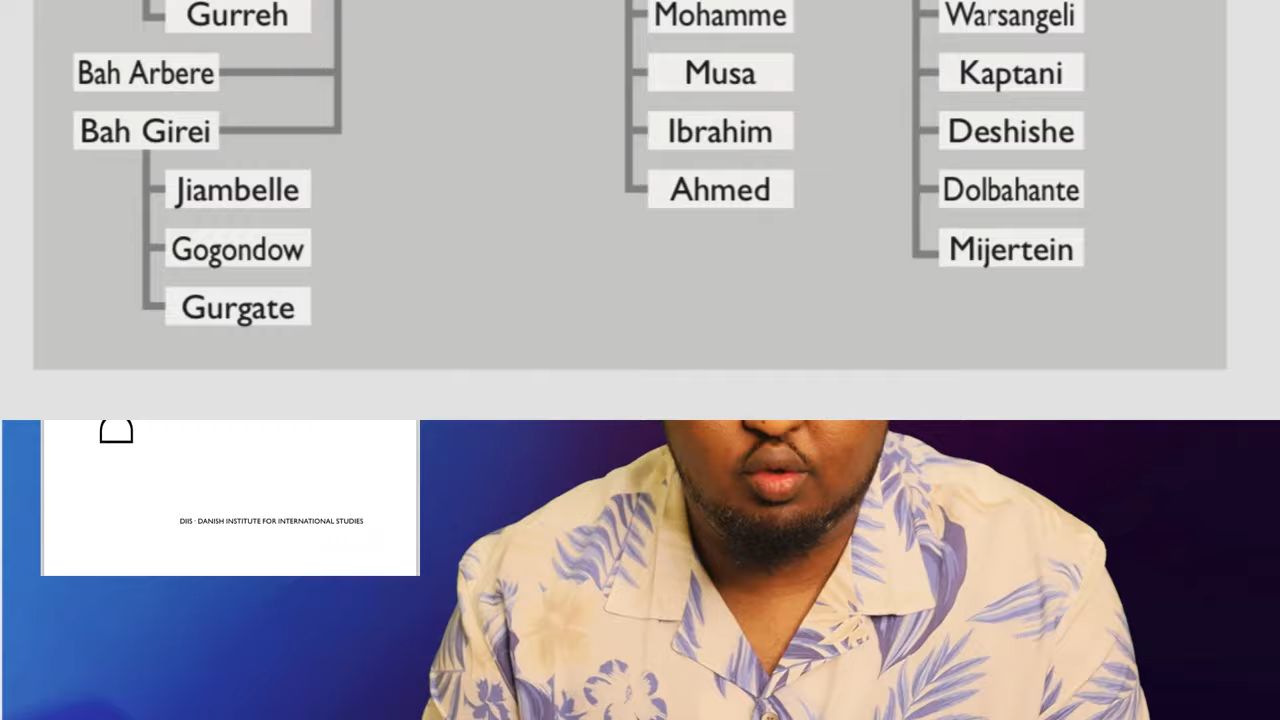 Gurreh
Bah Arbere
Bah Girei
Jiambelle
Gogondow
Gurgate
Mohamme
Musa
Ibrahim
Ahmed
Warsangeli
Kaptani
Deshishe
Dolbahante
Mijertein
DIIS · DANISH INSTITUTE FOR INTERNATIONAL STUDIES